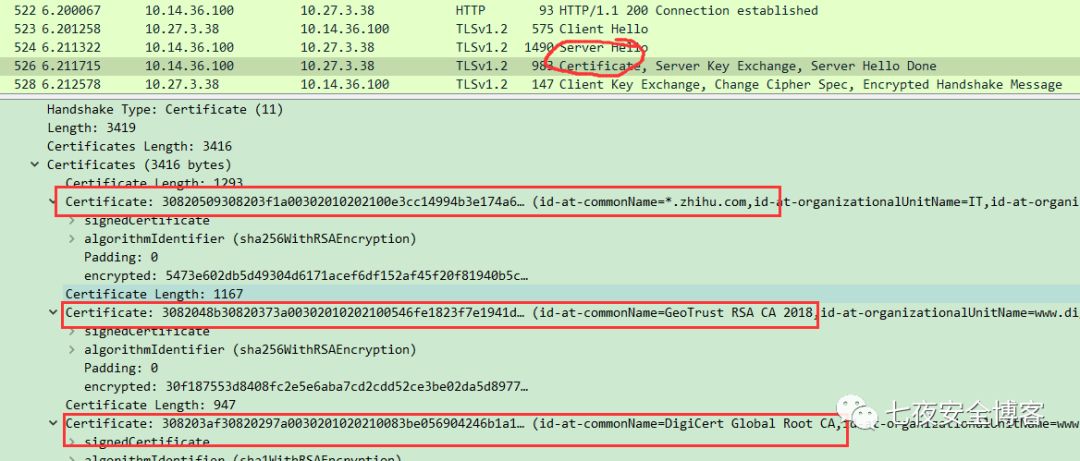 522 6.200067 10.14.36.100 10.27.3.38 HTTP 93 HTTP/1.1 200 Connection established
523 6.201258 10.27.3.38 10.14.36.100 TLSv1.2 575 Client Hello
524 6.211322 10.14.36.100 10.27.3.38 TLSv1.2 1490 Server Hello
526 6.211715 10.14.36.100 10.27.3.38 TLSv1.2 983 Certificate, Server Key Exchange, Server Hello Done
528 6.212578 10.27.3.38 10.14.36.100 TLSv1.2 147 Client Key Exchange, Change Cipher Spec, Encrypted Handshake Message
Handshake Type: Certificate (11)
Length: 3419
Certificates Length: 3416
Certificates (3416 bytes)
Certificate Length: 1293
Certificate: 30820509308203f1a00302010202100e3cc14994b3e174a6… (id-at-commonName=*.zhihu.com,id-at-organizationalUnitName=IT,id-at-organi
signedCertificate
algorithmIdentifier (sha256WithRSAEncryption)
Padding: 0
encrypted: 5473e602db5d49304d6171acef6df152af45f20f81940b5c…
Certificate Length: 1167
Certificate: 3082048b30820373a00302010202100546fe1823f7e1941d… (id-at-commonName=GeoTrust RSA CA 2018,id-at-organizationalUnitName=www.di
signedCertificate
algorithmIdentifier (sha256WithRSAEncryption)
Padding: 0
encrypted: 30f187553d8408fc2e5e6aba7cd2cdd52ce3be02da5d8977…
Certificate Length: 947
Certificate: 308203af30820297a0030201020210083be056904246b1a1… (id-at-commonName=DigiCert Global Root CA,id-at-organizationalUnitName=www
signedCertificate
algorithmIdentifier (sha1WithRSAEncryption)
七夜安全博客